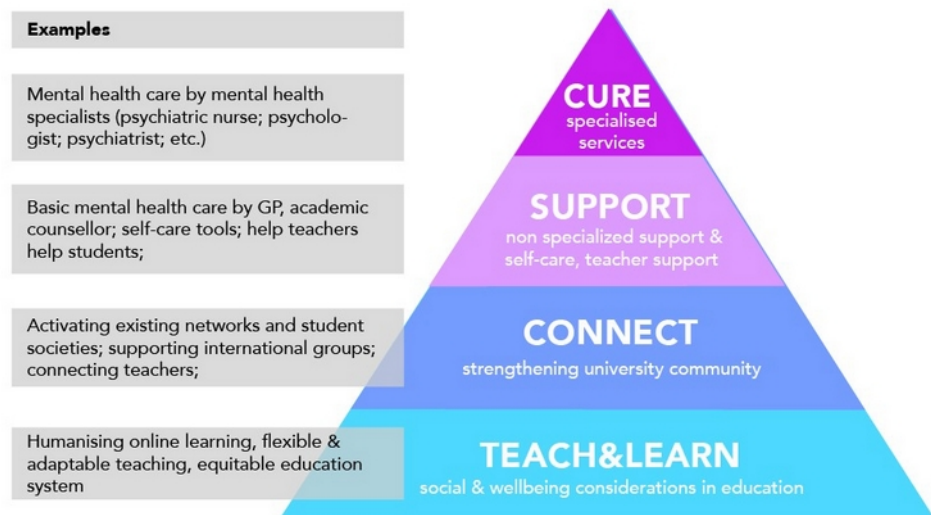 Examples
Mental health care by mental health
specialists (psychiatric nurse; psycholo-
gist; psychiatrist; etc.)
CURE
specialised
services
Basic mental health care by GP, academic
counsellor; self-care tools; help teachers
help students;
SUPPORT
non specialized support &
self-care, teacher support
Activating existing networks and student
societies; supporting international groups;
connecting teachers;
CONNECT
strengthening university community
Humanising online learning, flexible &
adaptable teaching, equitable education
system
TEACH&LEARN
social & wellbeing considerations in education